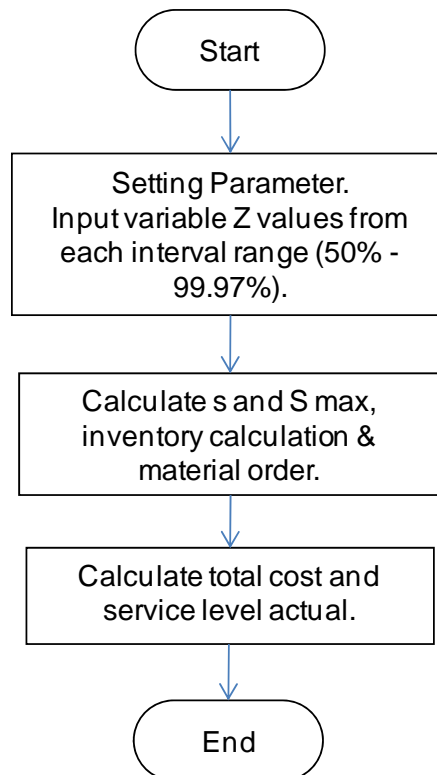 Start
Setting Parameter.
Input variable Z values from
each interval range (50% -
99.97%).
Calculate s and S max,
inventory calculation &
material order.
Calculate total cost and
service level actual.
End